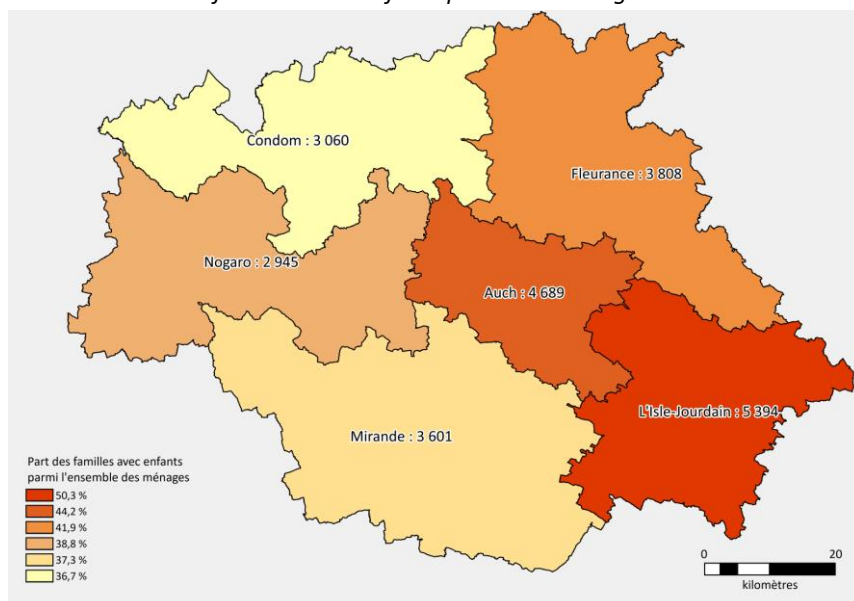 Condom : 3 060
Fleurance : 3 808
Nogaro : 2 945
Auch : 4 689
L'Isle-Jourdain : 5 394
Mirande : 3 601
Part des familles avec enfants
parmi l'ensemble des ménages
50,3 %
44,2 %
41,9 %
38,8 %
37,3 %
36,7 %
0 20
kilomètres